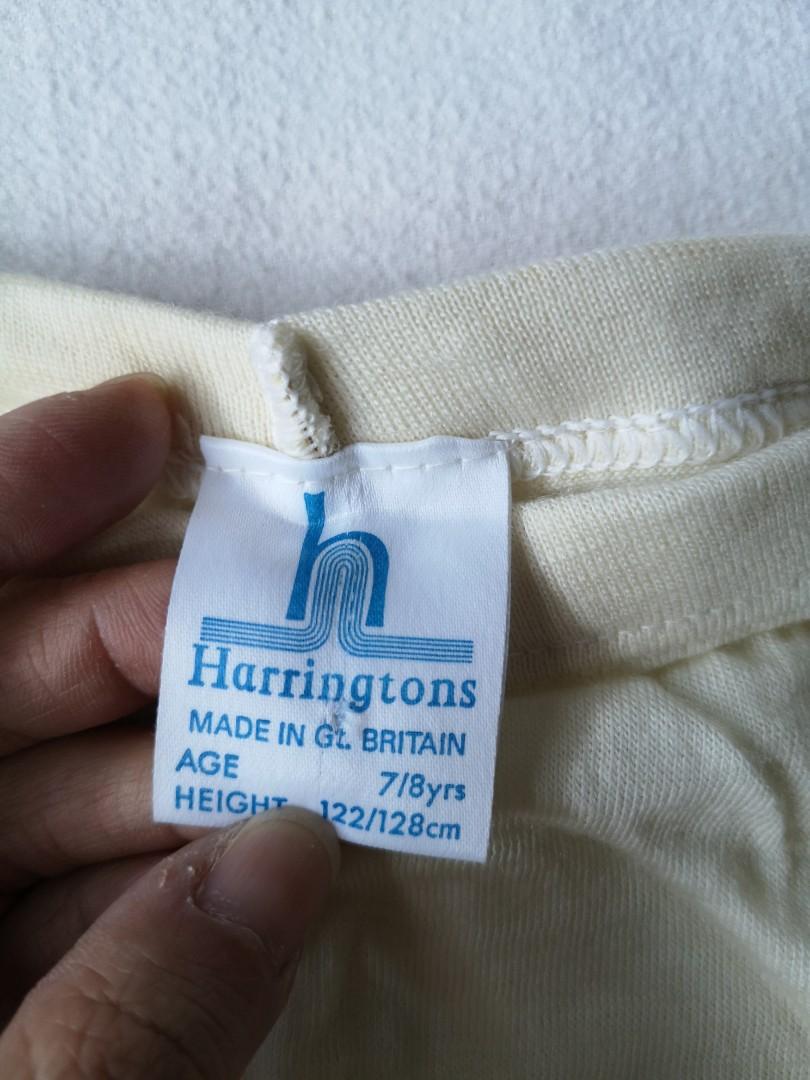 h
Harringtons
MADE IN Gt. BRITAIN
AGE 7/8yrs
HEIGHT 122/128cm